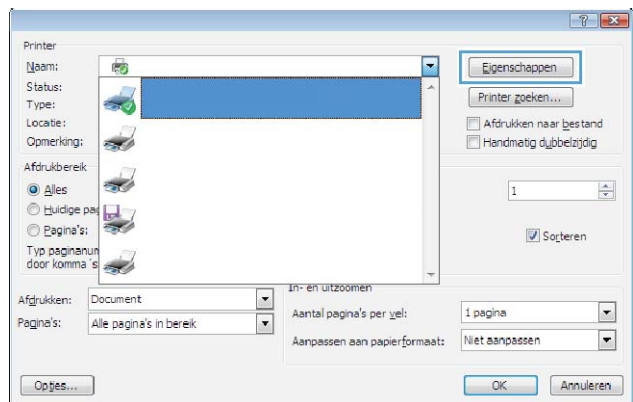 Printer
Naam:
Eigenschappen
Status:
Type:
Printer zoeken...
Locatie:
Afdrukken naar bestand
Opmerking:
Handmatig dubbelzijdig
Afdrukbereik
Alles
1
Huidige pag
Pagina's:
Sorteren
Typ paginanum
door komma's
In- en uitzoomen
Afdrukken: Document
Aantal pagina's per vel: 1 pagina
Pagina's: Alle pagina's in bereik
Aanpassen aan papierformaat: Niet aanpassen
Opties...
OK
Annuleren